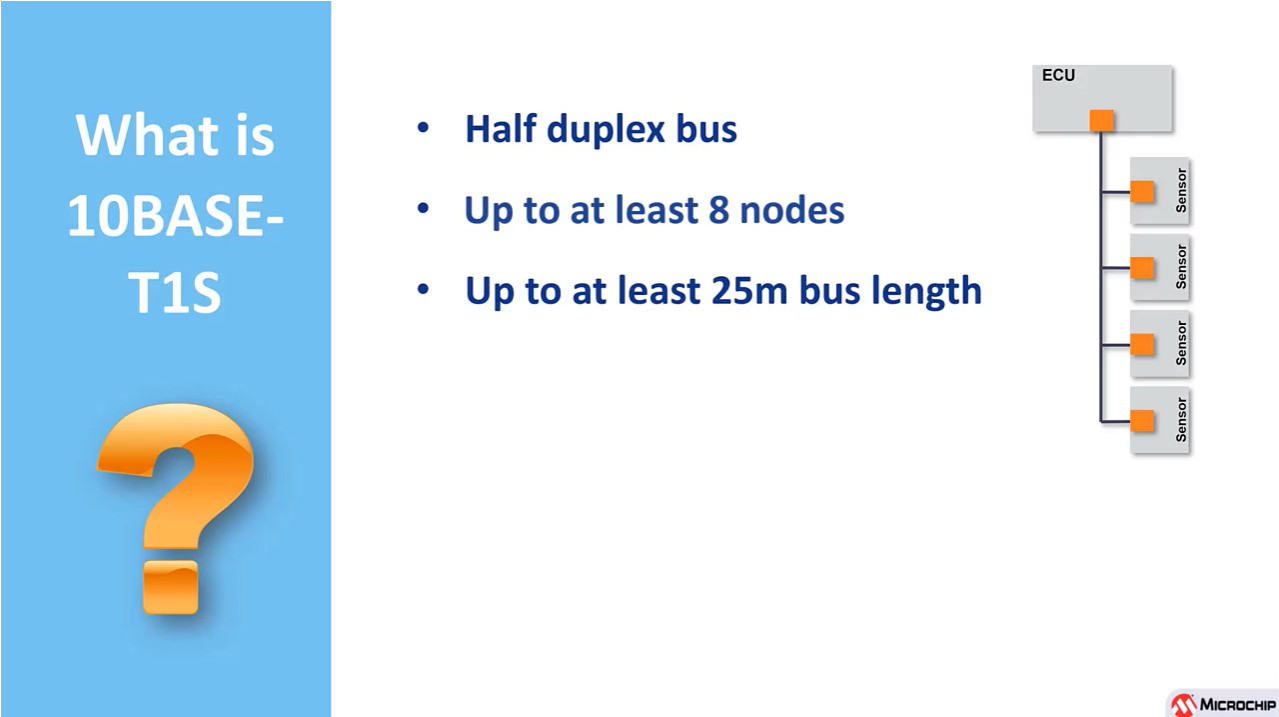 What is
10BASE-
T1S
• Half duplex bus
• Up to at least 8 nodes
• Up to at least 25m bus length
ECU
Sensor
Sensor
Sensor
Sensor
MICROCHIP